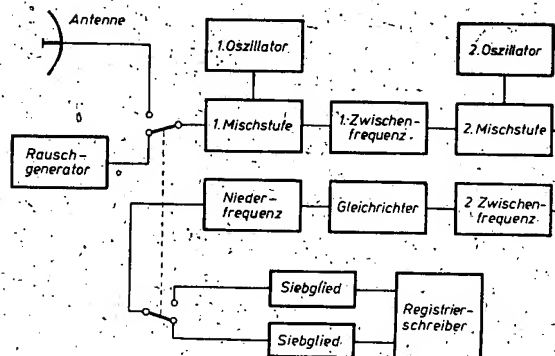 Antenne
1. Oszillator
2. Oszillator
1. Mischstufe
1. Zwischen-
frequenz
2. Mischstufe
Rausch-
generator
Nieder-
frequenz
Gleichrichter
2 Zwischen-
frequenz
Siebglied
Siebglied
Registrier-
schreiber